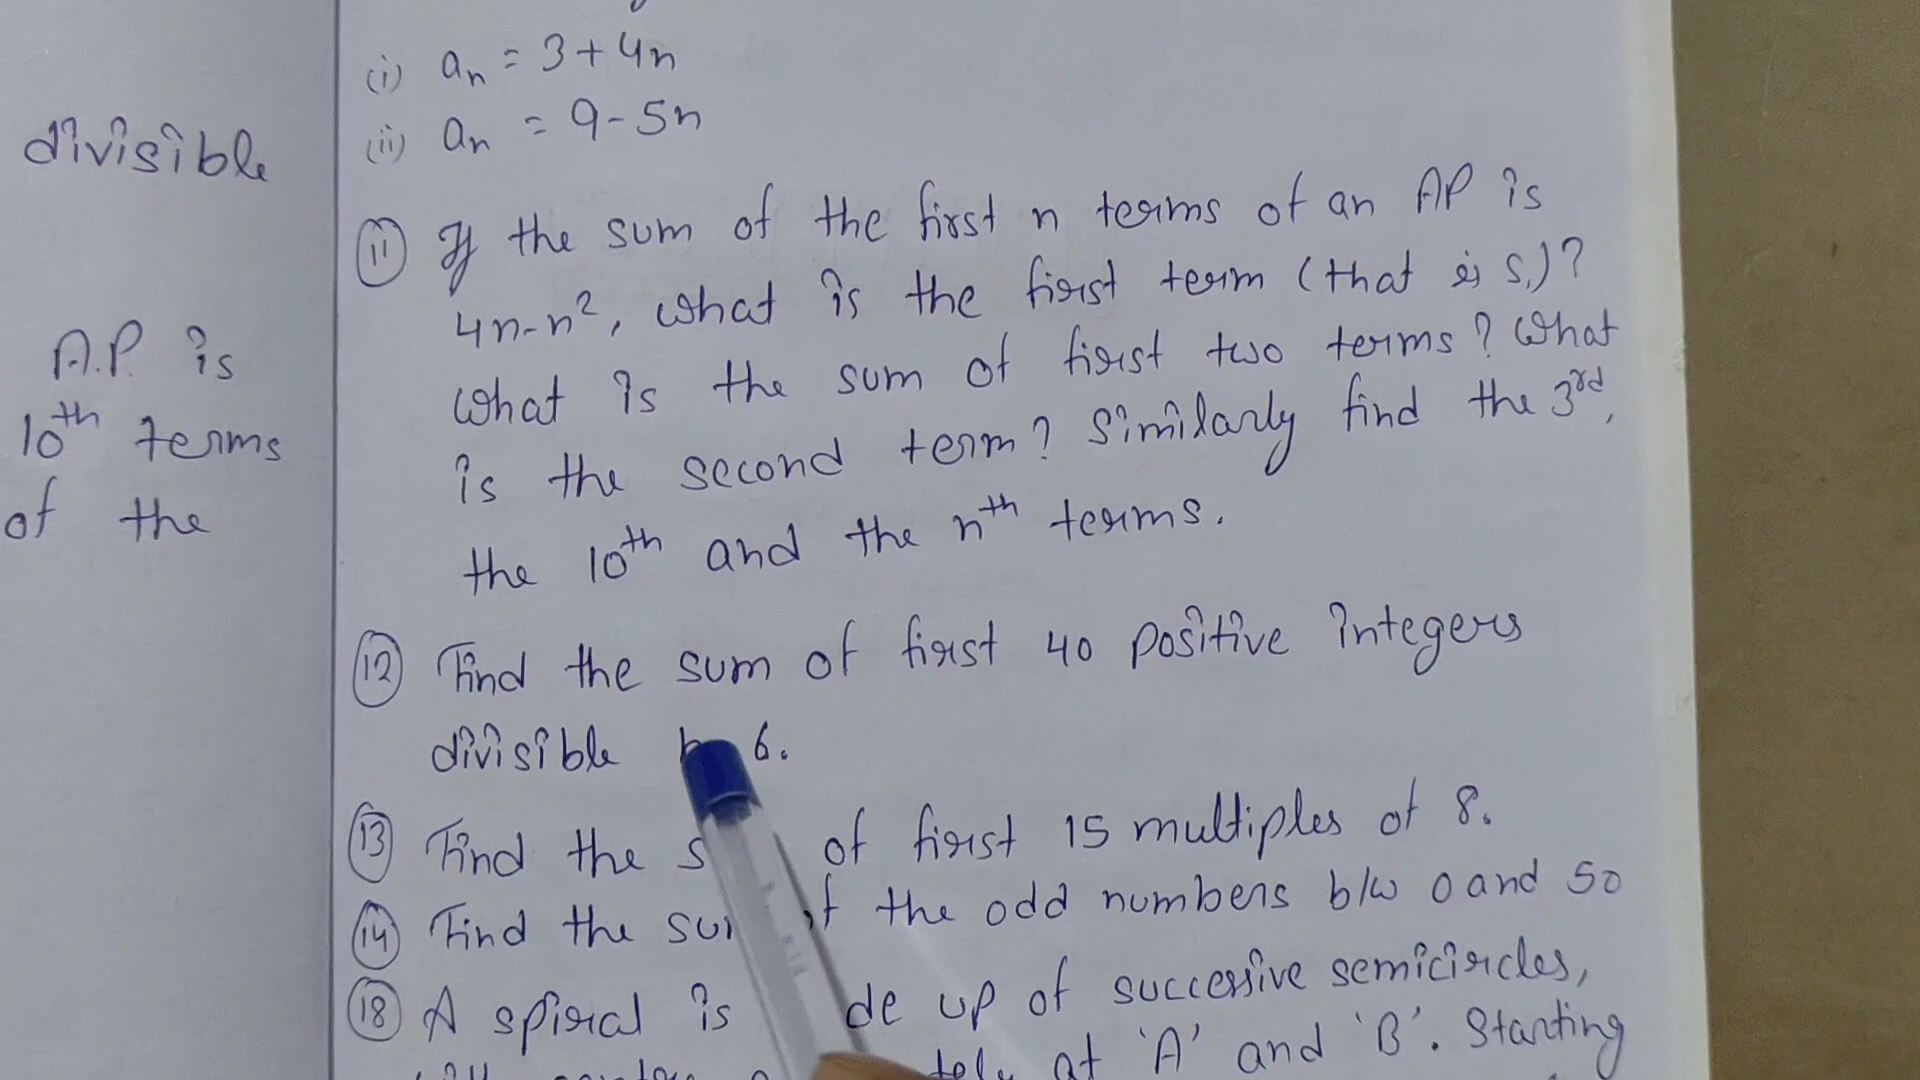 divisible
A.P. is
10th terms
of the
(i) an = 3+4n
(ii) an = 9-5n
(11) If the sum of the first n terms of an AP is
4n-n², what is the first term (that is S1)?
what is the sum of first two terms? What
is the second term? Similarly find the 3rd,
the 10th and the nth terms.
(12) Find the sum of first 40 positive integers
divisible 6.
(13) Find the of first 15 multiples of 8.
(14) Find the the odd numbers b/w 0 and 50
(18) A spiral is up of successive semicircles,
at 'A' and 'B'. Starting